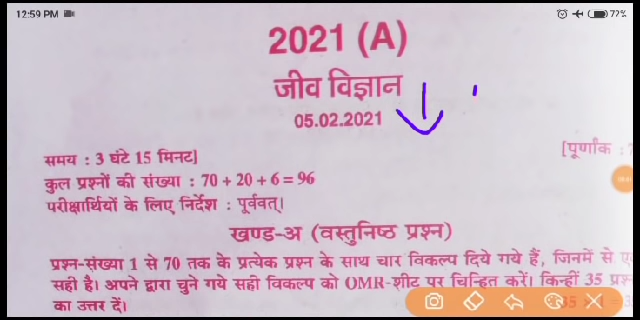 12:59 PM
72%
2021 (A)
जीव विज्ञान
05.02.2021
समय : 3 घंटे 15 मिनट]
[पूर्णांक :
कुल प्रश्नों की संख्या : 70 + 20 + 6 = 96
परीक्षार्थियों के लिए निर्देश : पूर्ववत्।
खण्ड-अ (वस्तुनिष्ठ प्रश्न)
प्रश्न-संख्या 1 से 70 तक के प्रत्येक प्रश्न के साथ चार विकल्प दिये गये हैं, जिनमें से
सही है। अपने द्वारा चुने गये सही विकल्प को OMR-शीट पर चिन्हित करें। किन्हीं 35
का उत्तर दें।